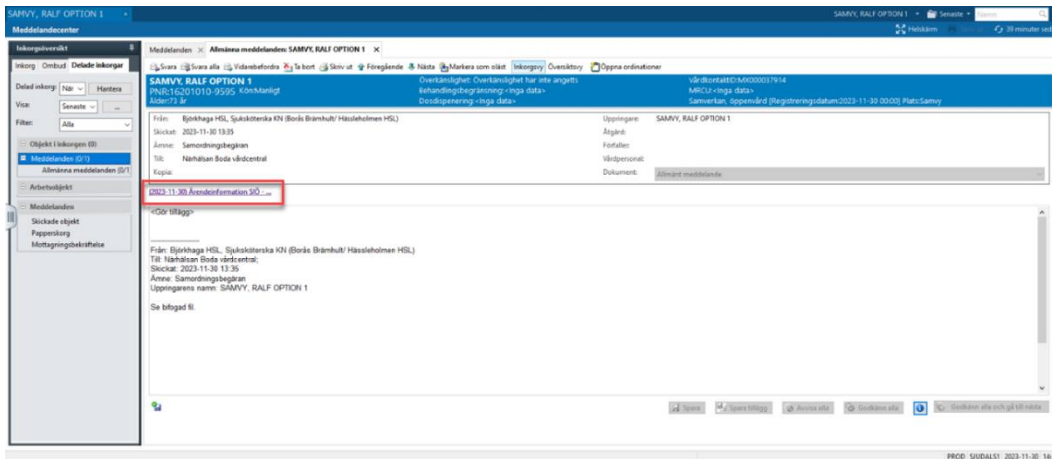 SAMVY, RALF OPTION 1
SAMVY, RALF OPTION 1
Senaste
Namn
Meddelandecenter
Helskärm
Skriv ut
39 minuter sed
Inkorgsöversikt
Inkorg Ombud Delade inkorgar
Delad inkorg: När Hantera
Visa: Senaste ...
Filter: Alla
Objekt i inkorgen (0)
Meddelanden (0/1)
Allmänna meddelanden (0/1
Arbetsobjekt
Meddelanden
Skickade objekt
Papperskorg
Mottagningsbekräftelse
Meddelanden × Allmänna meddelanden: SAMVY, RALF OPTION 1 ×
Svara Svara alla Vidarebefordra Ta bort Skriv ut Föregående Nästa Markera som oläst Inkorgsvy Översiktsvy Öppna ordinationer
SAMVY, RALF OPTION 1
PNR:16201010-9595 Kön:Manligt
Ålder:73 år
Överkänslighet: Överkänslighet har inte angetts
Behandlingsbegränsning:<Inga data>
Dosdispensering:<Inga data>
VårdkontaktID:MX000037914
MRCU:<Inga data>
Samverkan, öppenvård [Registreringsdatum:2023-11-30 00:00] Plats:Samvy
Från: Björkhaga HSL, Sjuksköterska KN (Borås Brämhult/ Hässleholmen HSL)
Skickat: 2023-11-30 13:35
Ämne: Samordningsbegäran
Till: Närhälsan Boda vårdcentral
Kopia:
Uppringare: SAMVY, RALF OPTION 1
Åtgärd:
Förfaller:
Vårdpersonal:
Dokument: Allmänt meddelande
(2023-11-30) Ärendeinformation SIÖ - ...
<Gör tillägg>
Från: Björkhaga HSL, Sjuksköterska KN (Borås Brämhult/ Hässleholmen HSL)
Till: Närhälsan Boda vårdcentral;
Skickat: 2023-11-30 13:35
Ämne: Samordningsbegäran
Uppringarens namn: SAMVY, RALF OPTION 1
Se bifogad fil.
Spara Spara tillägg Avvisa alla Godkänn alla Godkänn alla och gå till nästa
PROD SJUDALS1 2023-11-30 14